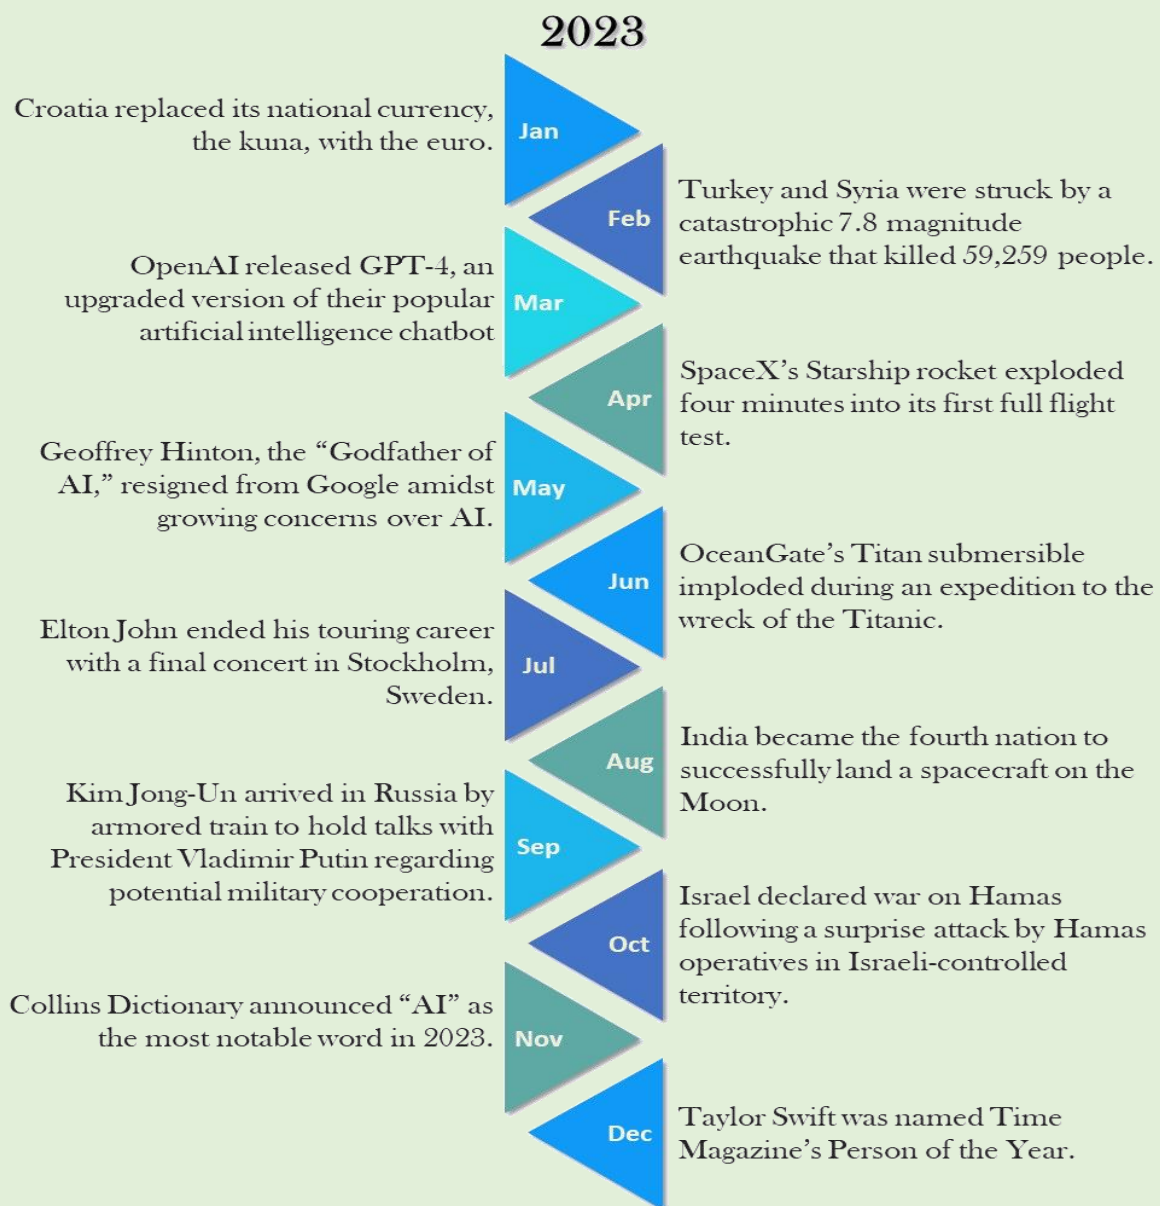 2023
Jan
Croatia replaced its national currency,
the kuna, with the euro.
Feb
Turkey and Syria were struck by a
catastrophic 7.8 magnitude
earthquake that killed 59,259 people.
Mar
OpenAI released GPT-4, an
upgraded version of their popular
artificial intelligence chatbot
Apr
SpaceX’s Starship rocket exploded
four minutes into its first full flight
test.
May
Geoffrey Hinton, the “Godfather of
AI,” resigned from Google amidst
growing concerns over AI.
Jun
OceanGate’s Titan submersible
imploded during an expedition to the
wreck of the Titanic.
Jul
Elton John ended his touring career
with a final concert in Stockholm,
Sweden.
Aug
India became the fourth nation to
successfully land a spacecraft on the
Moon.
Sep
Kim Jong-Un arrived in Russia by
armored train to hold talks with
President Vladimir Putin regarding
potential military cooperation.
Oct
Israel declared war on Hamas
following a surprise attack by Hamas
operatives in Israeli-controlled
territory.
Nov
Collins Dictionary announced “AI” as
the most notable word in 2023.
Dec
Taylor Swift was named Time
Magazine’s Person of the Year.